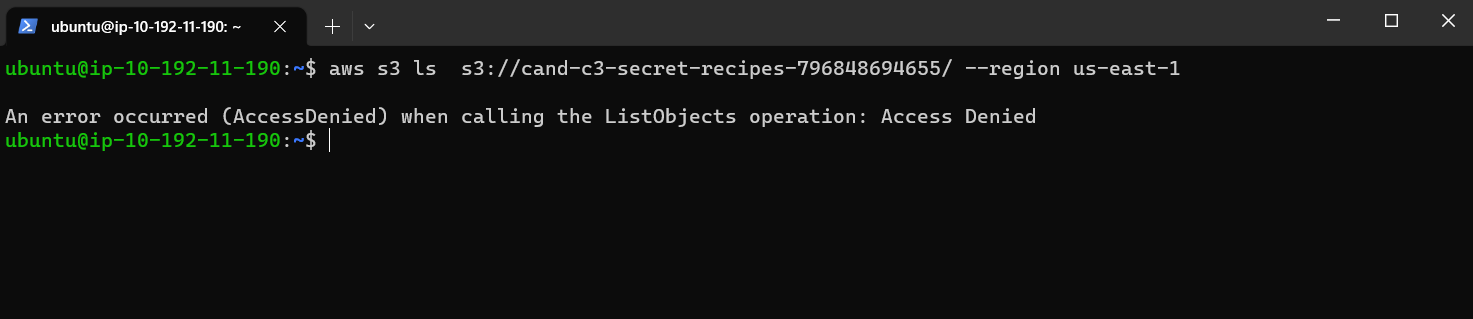 ubuntu@ip-10-192-11-190: ~
ubuntu@ip-10-192-11-190:~$ aws s3 ls  s3://cand-c3-secret-recipes-796848694655/ --region us-east-1
An error occurred (AccessDenied) when calling the ListObjects operation: Access Denied
ubuntu@ip-10-192-11-190:~$